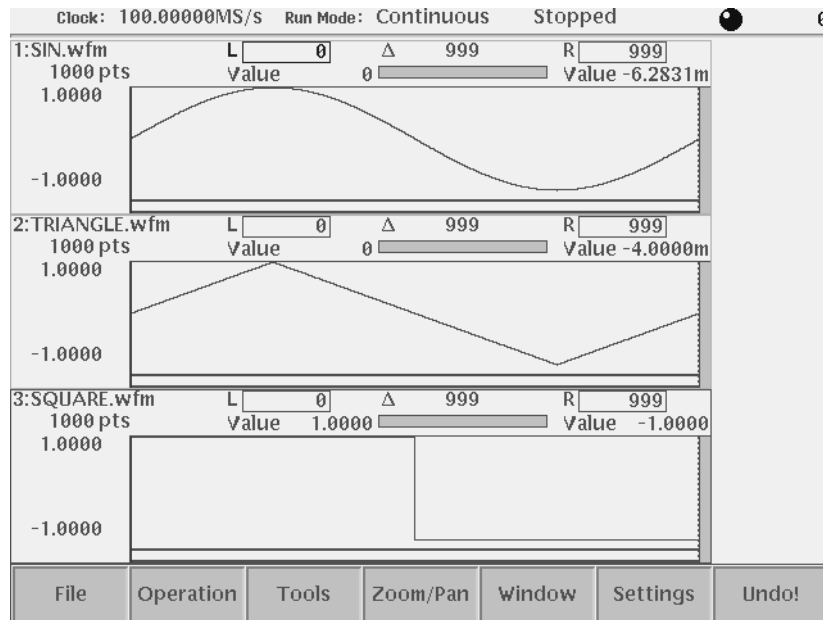 Clock: 100.00000MS/s Run Mode: Continuous Stopped
1:SIN.wfm L 0 Δ 999 R 999
1000 pts Value 0 Value -6.2831m
1.0000
-1.0000
2:TRIANGLE.wfm L 0 Δ 999 R 999
1000 pts Value 0 Value -4.0000m
1.0000
-1.0000
3:SQUARE.wfm L 0 Δ 999 R 999
1000 pts Value 1.0000 Value -1.0000
1.0000
-1.0000
File Operation Tools Zoom/Pan Window Settings Undo!